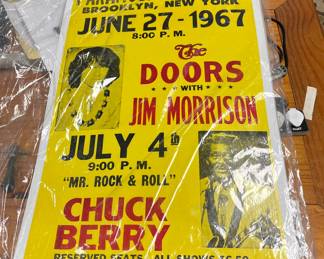 BROOKLYN, NEW YORK
JUNE 27 - 1967
8:00 P. M.
The
DOORS
WITH
JIM MORRISON
JULY 4th
9:00 P. M.
"MR. ROCK & ROLL"
CHUCK
BERRY
RESERVED SEATS ALL SHOWS